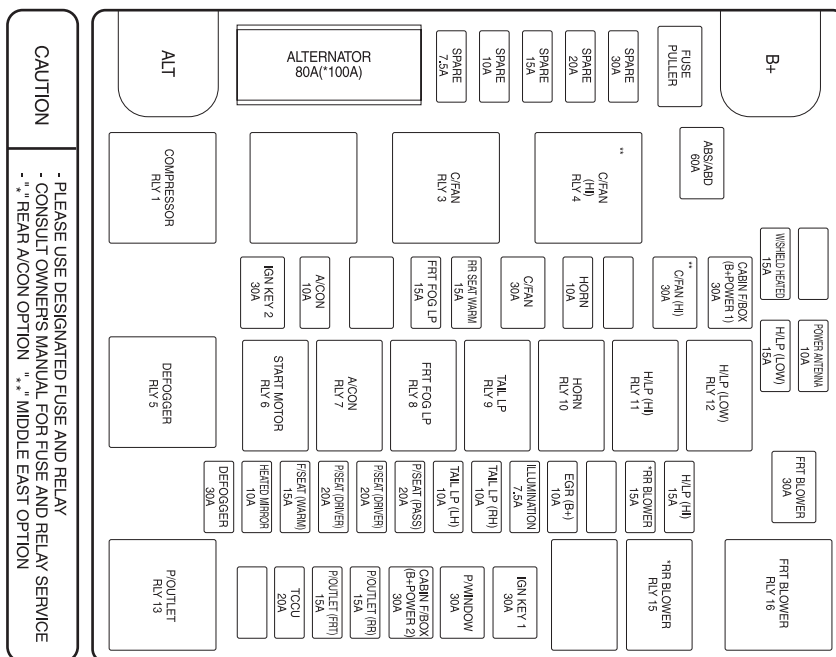 CAUTION
- PLEASE USE DESIGNATED FUSE AND RELAY
- CONSULT OWNER'S MANUAL FOR FUSE AND RELAY SERVICE
- "*" REAR A/CON OPTION "**" MIDDLE EAST OPTION
ALT
ALTERNATOR
80A(*100A)
SPARE
7.5A
SPARE
10A
SPARE
15A
SPARE
20A
SPARE
30A
FUSE
PULLER
B+
COMPRESSOR
RLY 1
C/FAN
RLY 3
**
C/FAN
(HI)
RLY 4
ABS/ABD
60A
IGN KEY 2
30A
A/CON
10A
FRT FOG LP
15A
RR SEAT WARM
15A
C/FAN
30A
HORN
10A
**
C/FAN (HI)
30A
CABIN F/BOX
(B+POWER 1)
30A
W/SHIELD HEATED
15A
DEFOGGER
RLY 5
START MOTOR
RLY 6
A/CON
RLY 7
FRT FOG LP
RLY 8
TAIL LP
RLY 9
HORN
RLY 10
H/LP (HI)
RLY 11
H/LP (LOW)
RLY 12
H/LP (LOW)
15A
POWER ANTENNA
10A
DEFOGGER
30A
HEATED MIRROR
10A
F/SEAT (WARM)
15A
P/SEAT (DRIVER)
20A
P/SEAT (DRIVER)
20A
P/SEAT (PASS)
20A
TAIL LP (LH)
10A
TAIL LP (RH)
10A
ILLUMINATION
7.5A
EGR (B+)
10A
*RR BLOWER
15A
H/LP (HI)
15A
FRT BLOWER
30A
P/OUTLET
RLY 13
TCCU
20A
P/OUTLET (FRT)
15A
P/OUTLET (RR)
15A
CABIN F/BOX
(B+POWER 2)
30A
P/WINDOW
30A
IGN KEY 1
30A
*RR BLOWER
RLY 15
FRT BLOWER
RLY 16